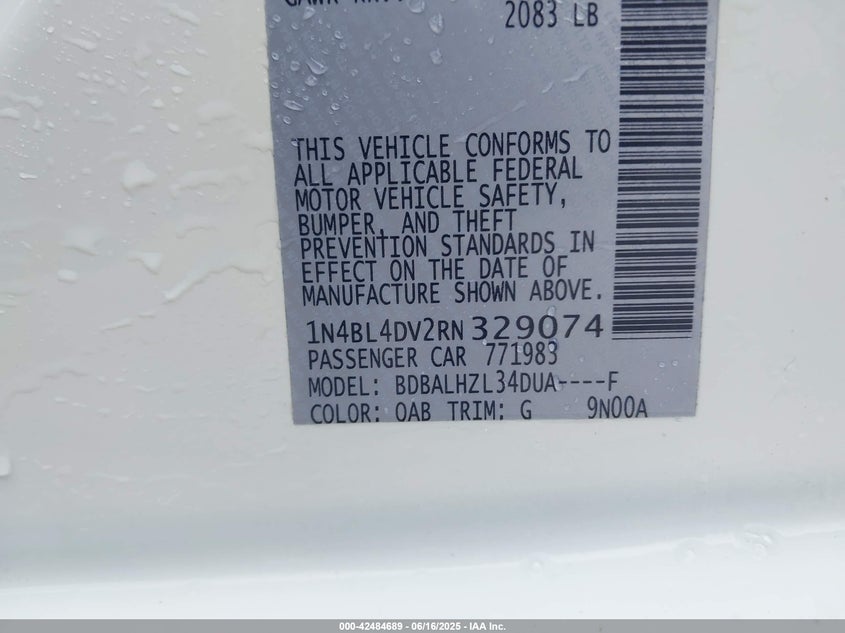 2083 LB
THIS VEHICLE CONFORMS TO
ALL APPLICABLE FEDERAL
MOTOR VEHICLE SAFETY,
BUMPER, AND THEFT
PREVENTION STANDARDS IN
EFFECT ON THE DATE OF
MANUFACTURE SHOWN ABOVE.
1N4BL4DV2RN 329074
PASSENGER CAR 771983
MODEL: BDBALHZL34DUA----F
COLOR: OAB TRIM: G 9N00A
000-42484689 - 06/16/2025 - IAA Inc.